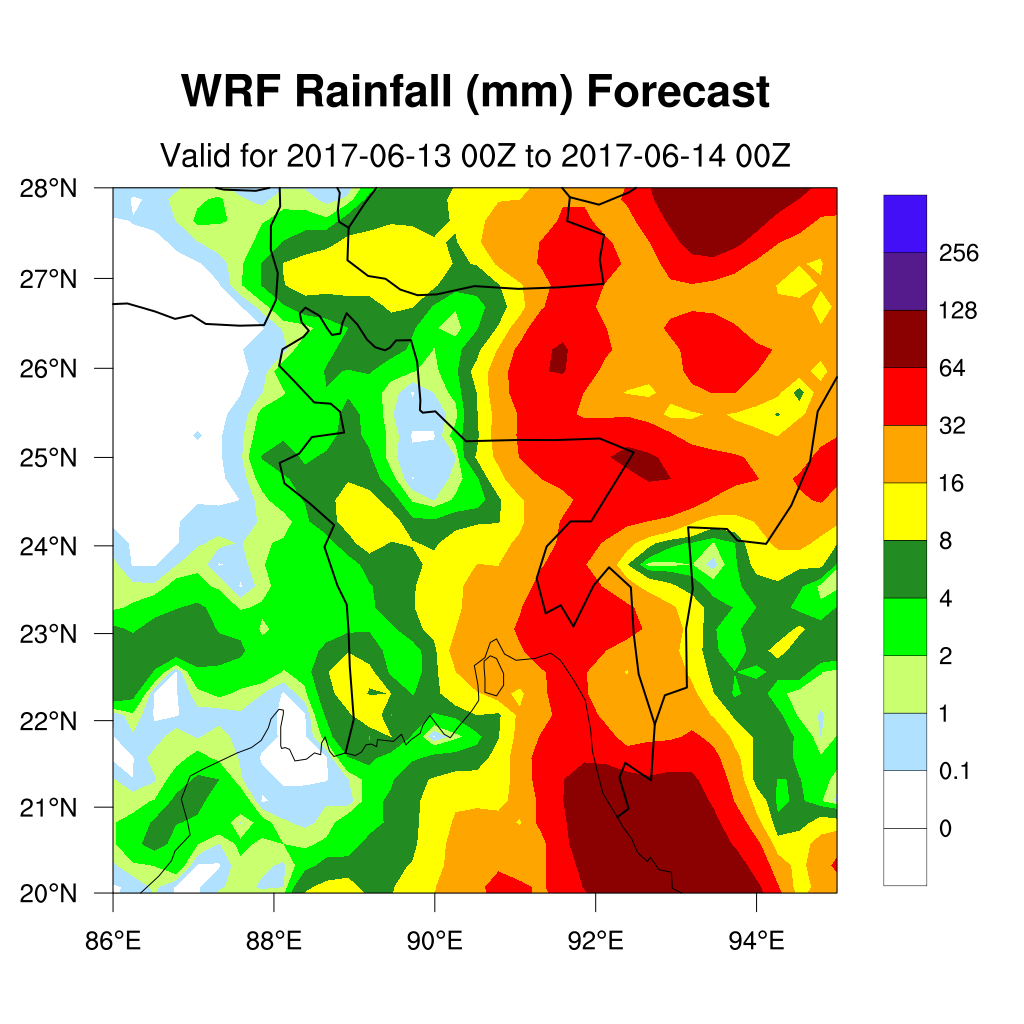 WRF Rainfall (mm) Forecast
Valid for 2017-06-13 00Z to 2017-06-14 00Z
28°N
27°N
26°N
25°N
24°N
23°N
22°N
21°N
20°N
86°E 88°E 90°E 92°E 94°E
256
128
64
32
16
8
4
2
1
0.1
0